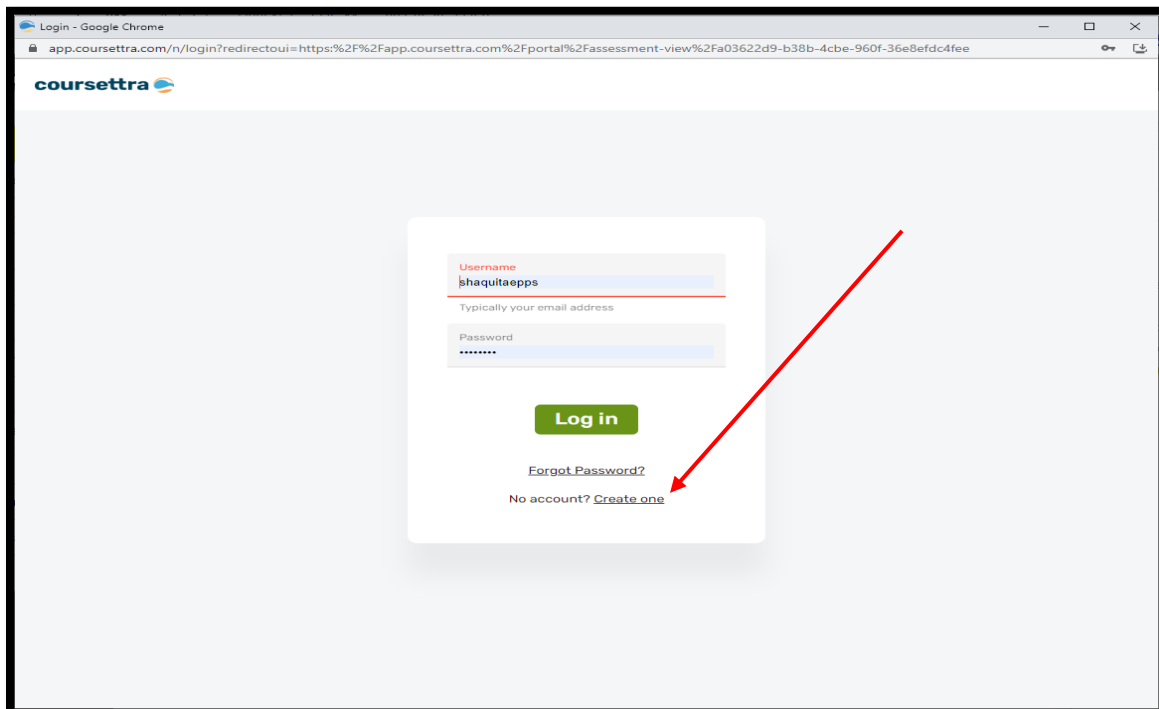 Login - Google Chrome
app.coursettra.com/n/login?redirectoui=https:%2F%2Fapp.coursettra.com%2Fportal%2Fassessment-view%2Fa03622d9-b38b-4cbe-960f-36e8efdc4fee
coursettra
Username
shaquitaepps
Typically your email address
Password
••••••••
Log in
Forgot Password?
No account? Create one